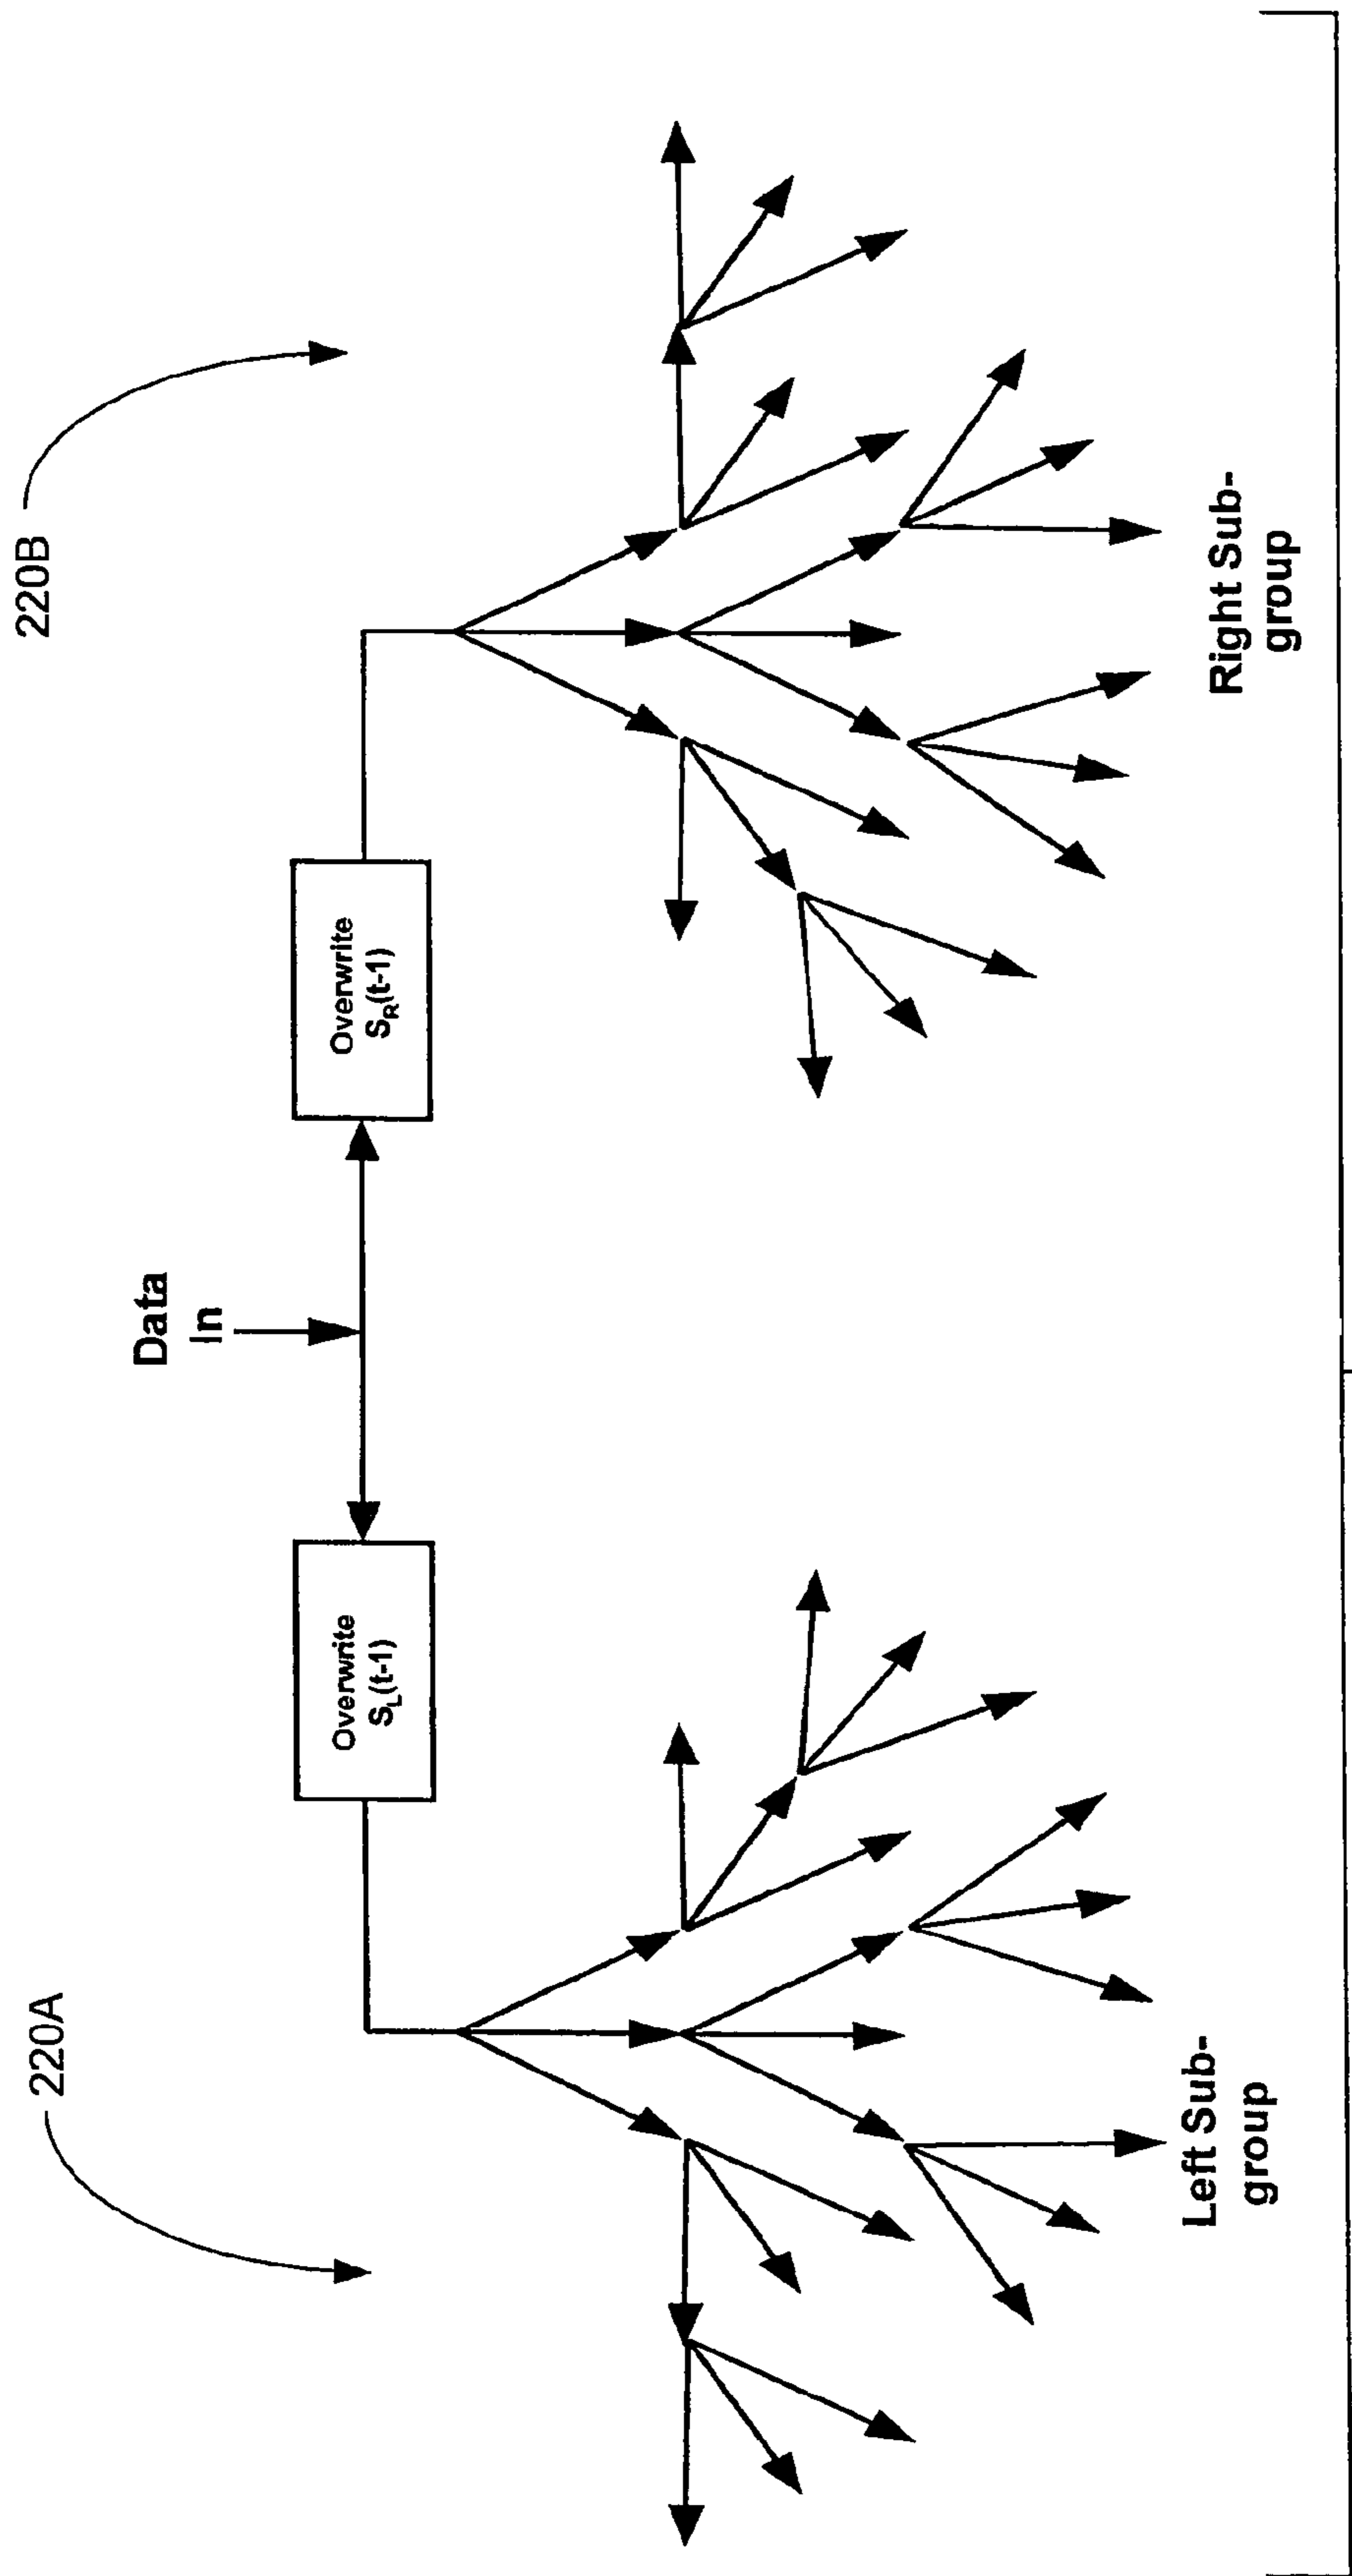 220A
220B
Data
In
Overwrite
S_L(t-1)
Overwrite
S_R(t-1)
Left Sub-
group
Right Sub-
group